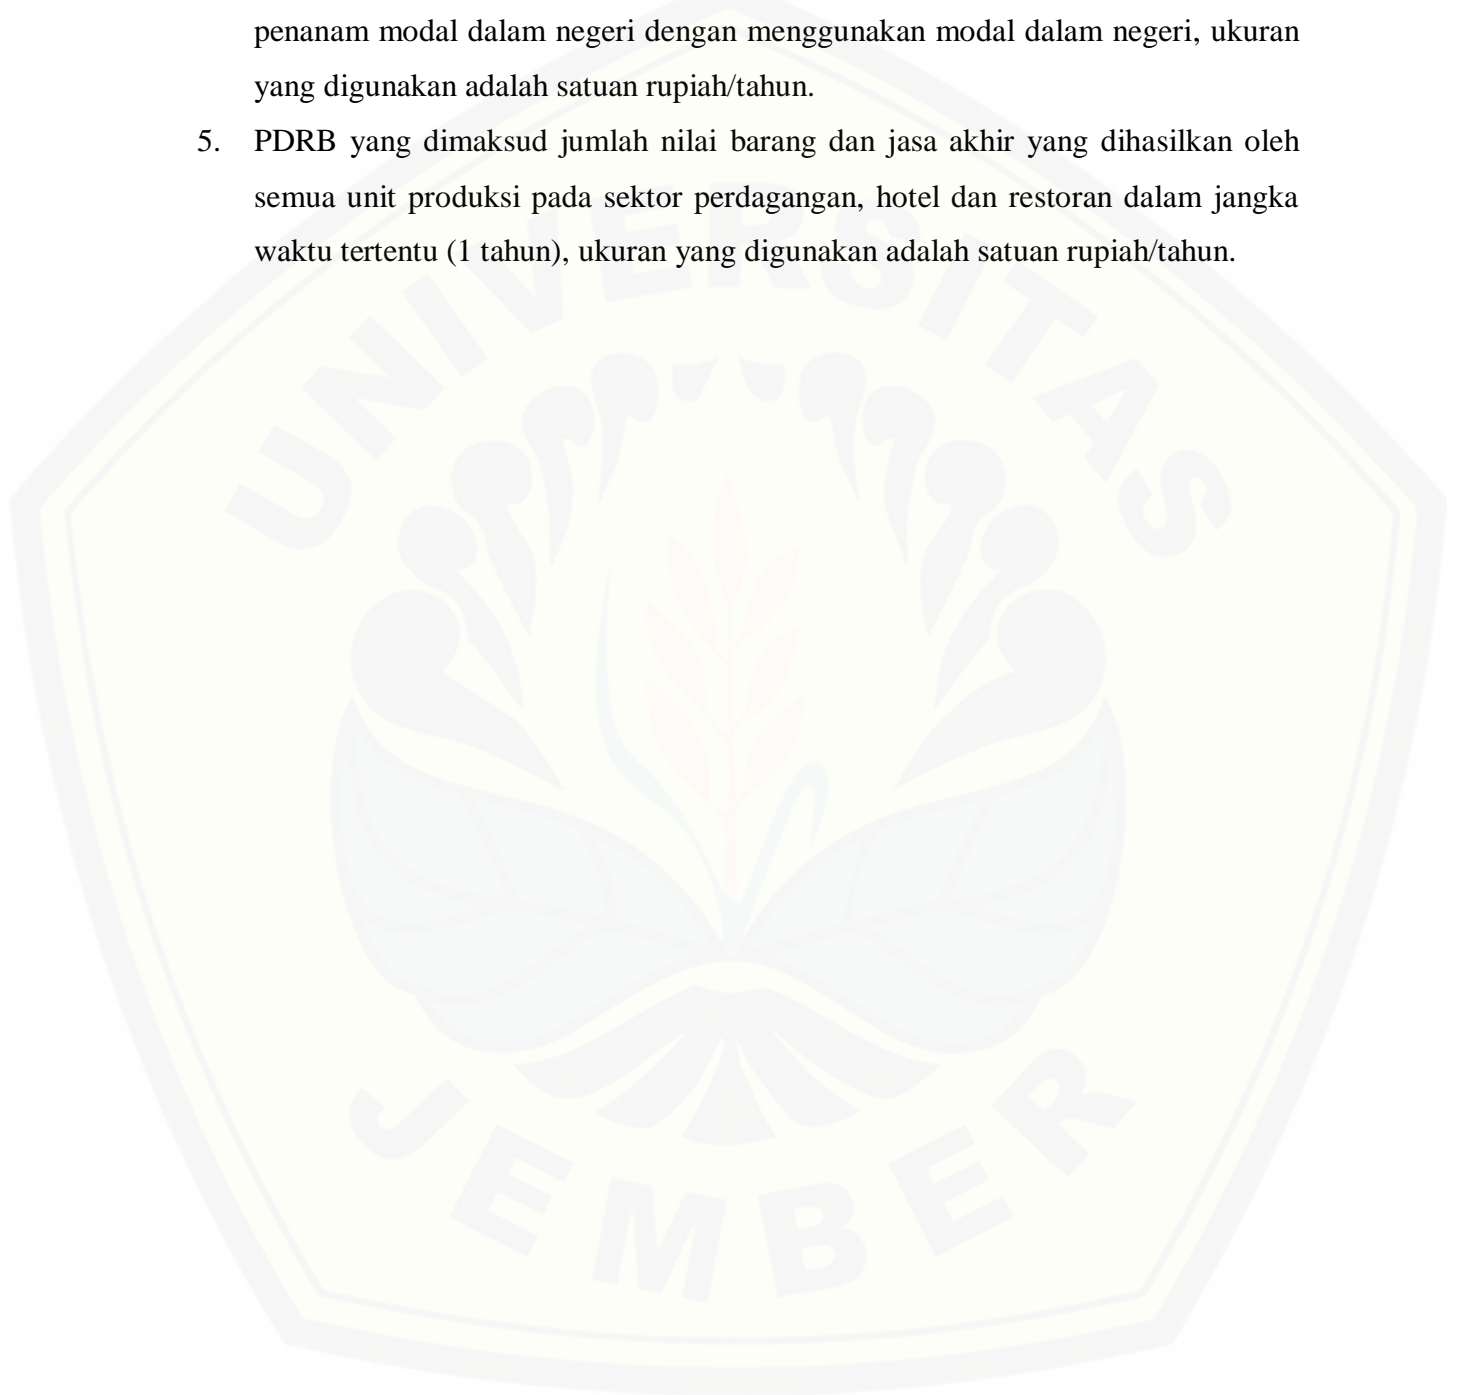 penanam modal dalam negeri dengan menggunakan modal dalam negeri, ukuran
yang digunakan adalah satuan rupiah/tahun.
5. PDRB yang dimaksud jumlah nilai barang dan jasa akhir yang dihasilkan oleh
semua unit produksi pada sektor perdagangan, hotel dan restoran dalam jangka
waktu tertentu (1 tahun), ukuran yang digunakan adalah satuan rupiah/tahun.
UNIVERSITAS
JEMBER